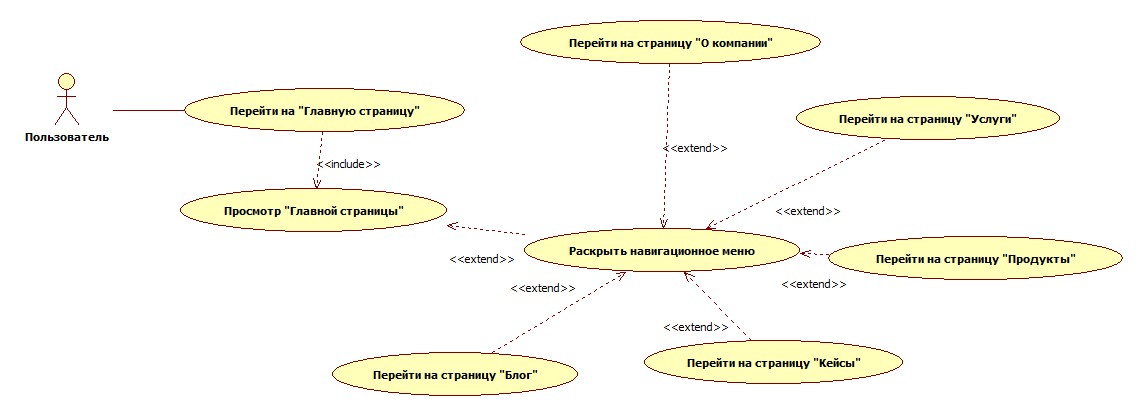 Перейти на страницу "О компании"
Перейти на "Главную страницу"
Перейти на страницу "Услуги"
Пользователь
<<extend>>
<<include>>
Просмотр "Главной страницы"
<<extend>>
Раскрыть навигационное меню
<<extend>>
Перейти на страницу "Продукты"
<<extend>>
<<extend>>
<<extend>>
Перейти на страницу "Блог"
Перейти на страницу "Кейсы"